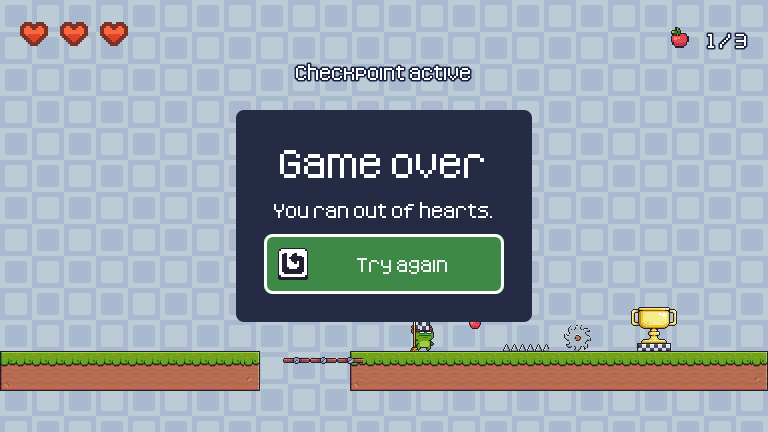 1/3
Checkpoint active
Game over
You ran out of hearts.
Try again